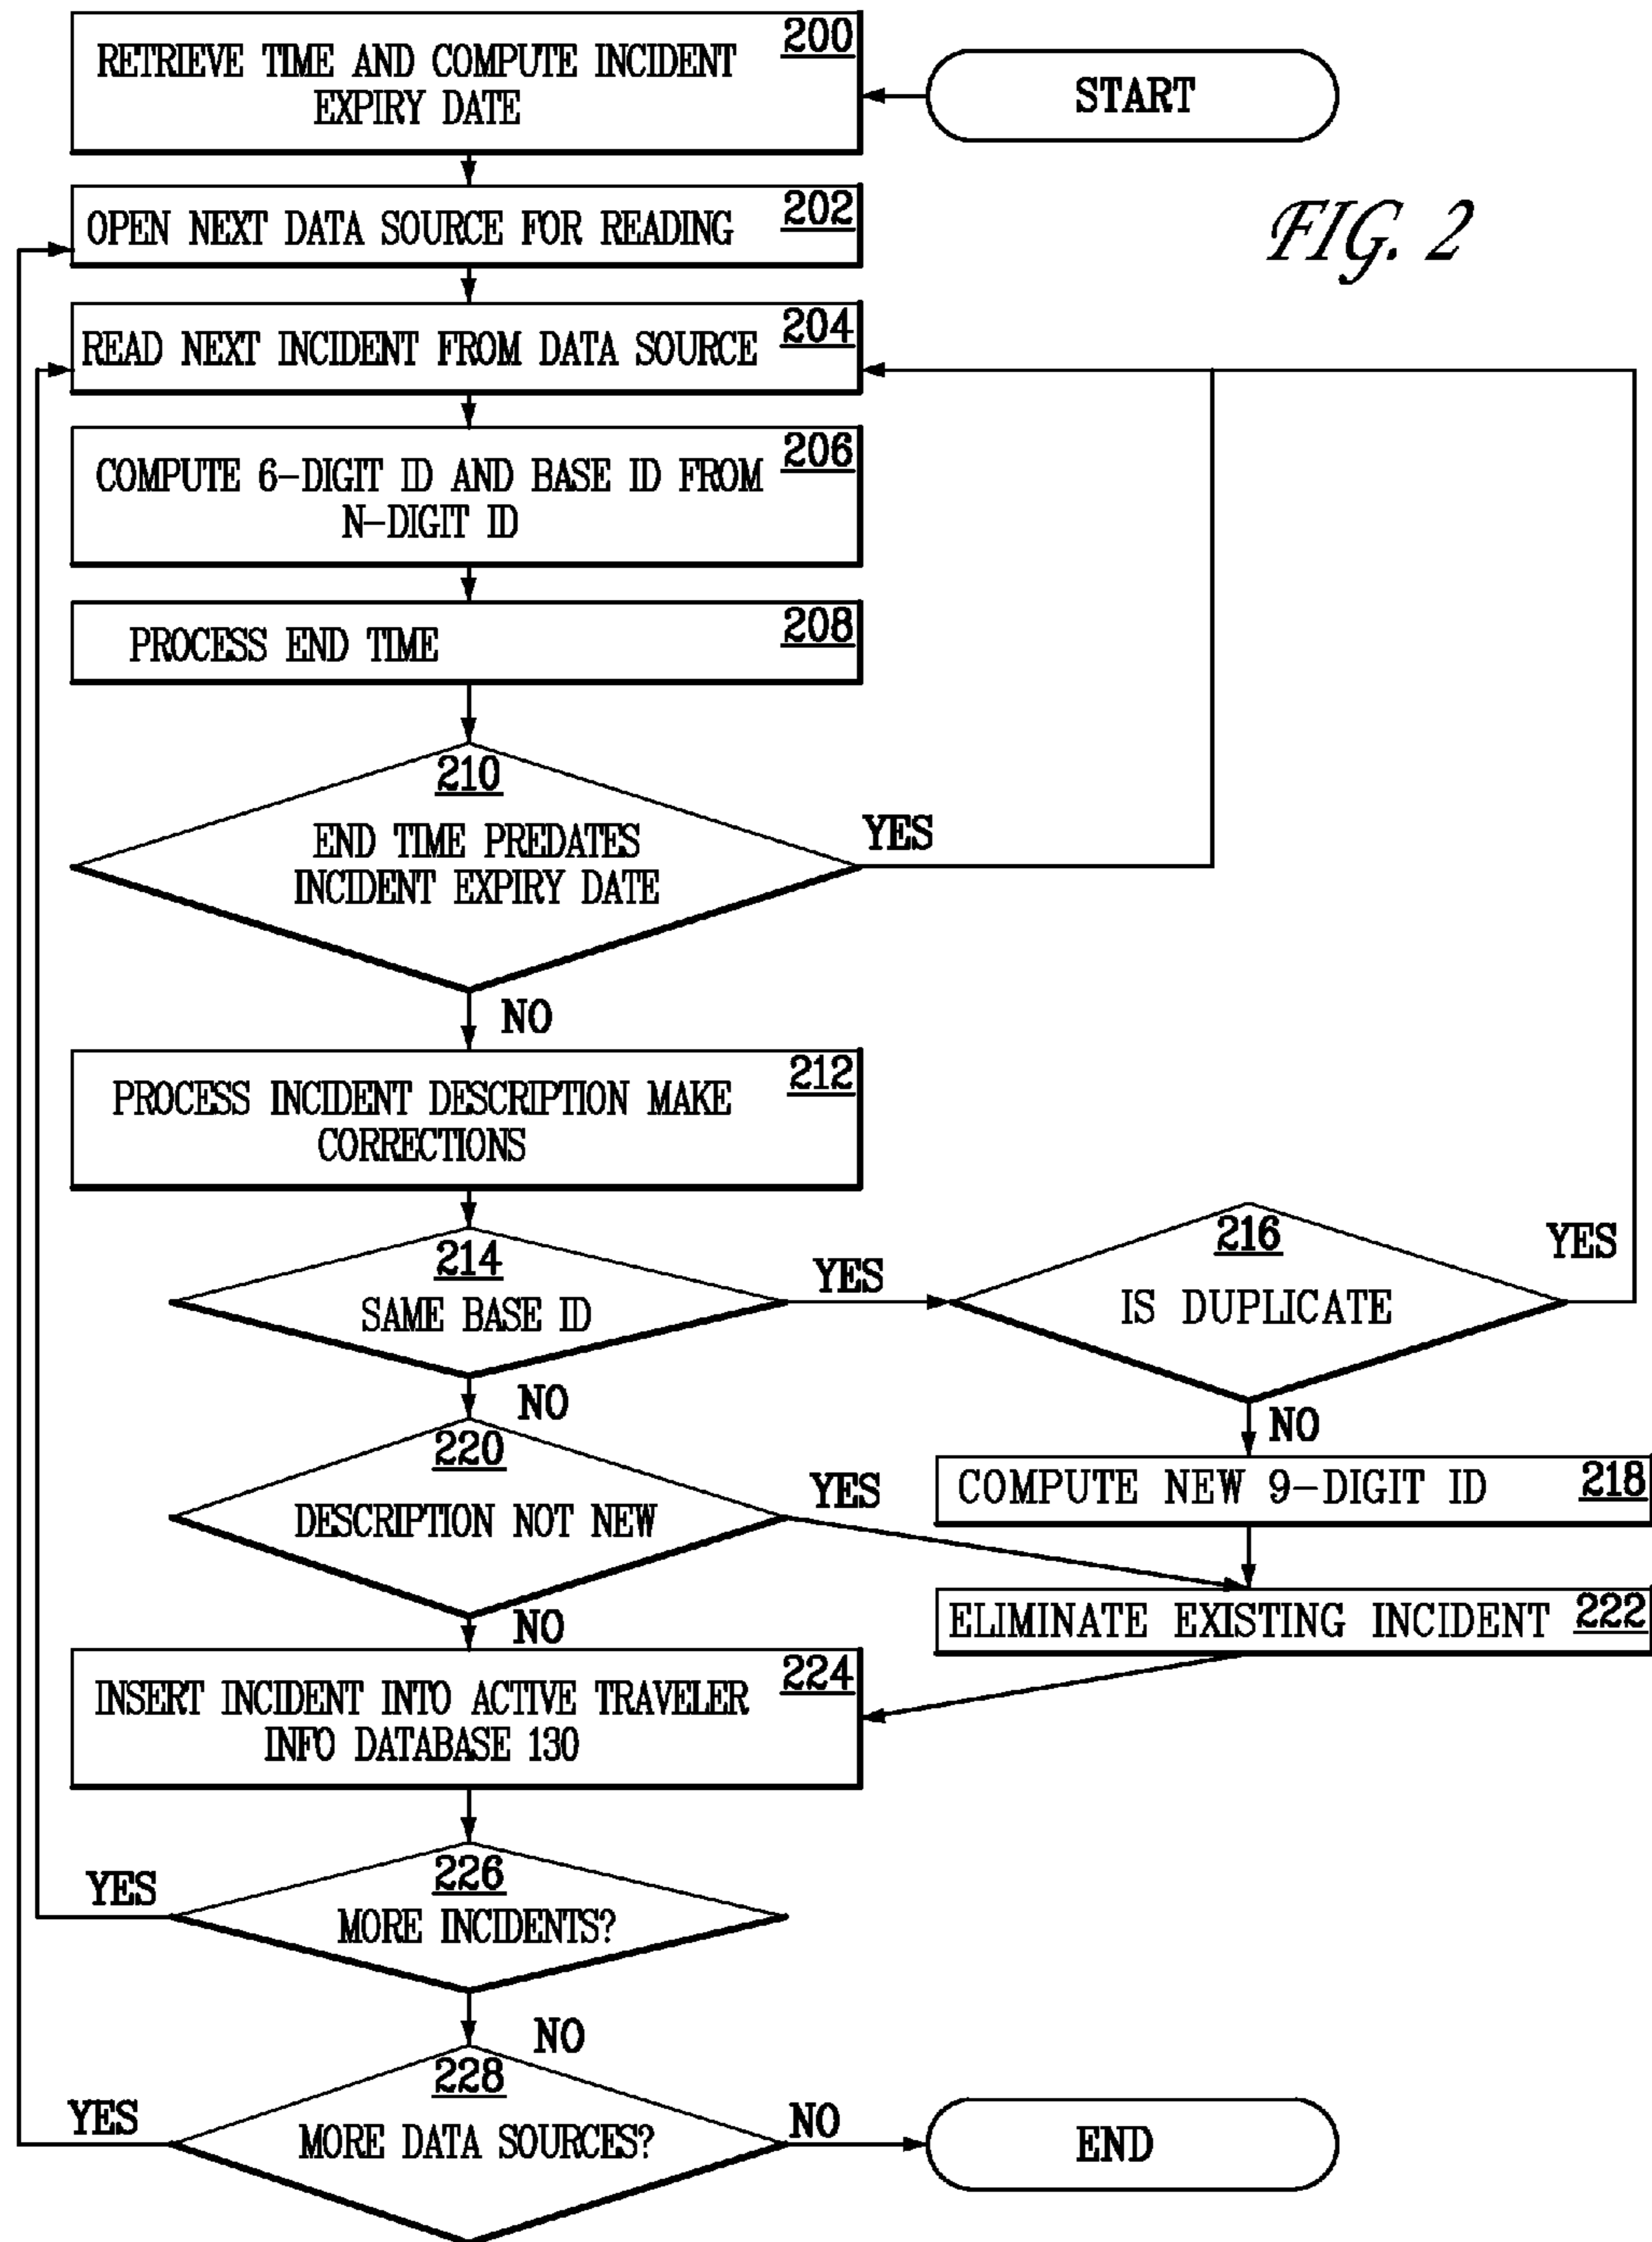 200
RETRIEVE TIME AND COMPUTE INCIDENT
EXPIRY DATE
START
FIG. 2
202
OPEN NEXT DATA SOURCE FOR READING
204
READ NEXT INCIDENT FROM DATA SOURCE
206
COMPUTE 6-DIGIT ID AND BASE ID FROM
N-DIGIT ID
208
PROCESS END TIME
210
END TIME PREDATES
INCIDENT EXPIRY DATE
YES
NO
212
PROCESS INCIDENT DESCRIPTION MAKE
CORRECTIONS
214
SAME BASE ID
YES
NO
216
IS DUPLICATE
YES
NO
218
COMPUTE NEW 9-DIGIT ID
220
DESCRIPTION NOT NEW
YES
NO
222
ELIMINATE EXISTING INCIDENT
224
INSERT INCIDENT INTO ACTIVE TRAVELER
INFO DATABASE 130
226
MORE INCIDENTS?
YES
NO
228
MORE DATA SOURCES?
YES
NO
END